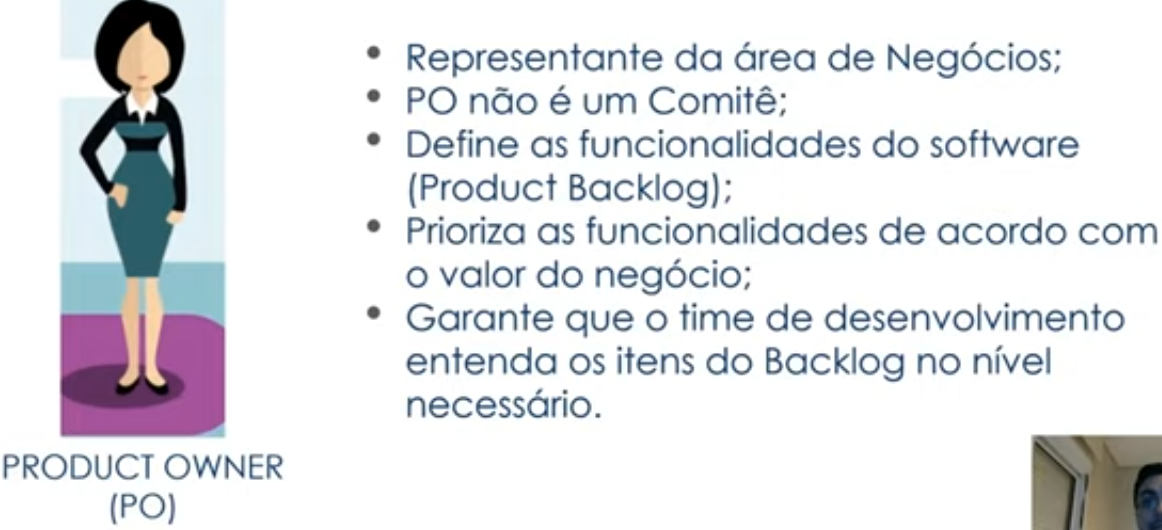 • Representante da área de Negócios;
• PO não é um Comitê;
• Define as funcionalidades do software
(Product Backlog);
• Prioriza as funcionalidades de acordo com
o valor do negócio;
• Garante que o time de desenvolvimento
entenda os itens do Backlog no nível
necessário.
PRODUCT OWNER
(PO)